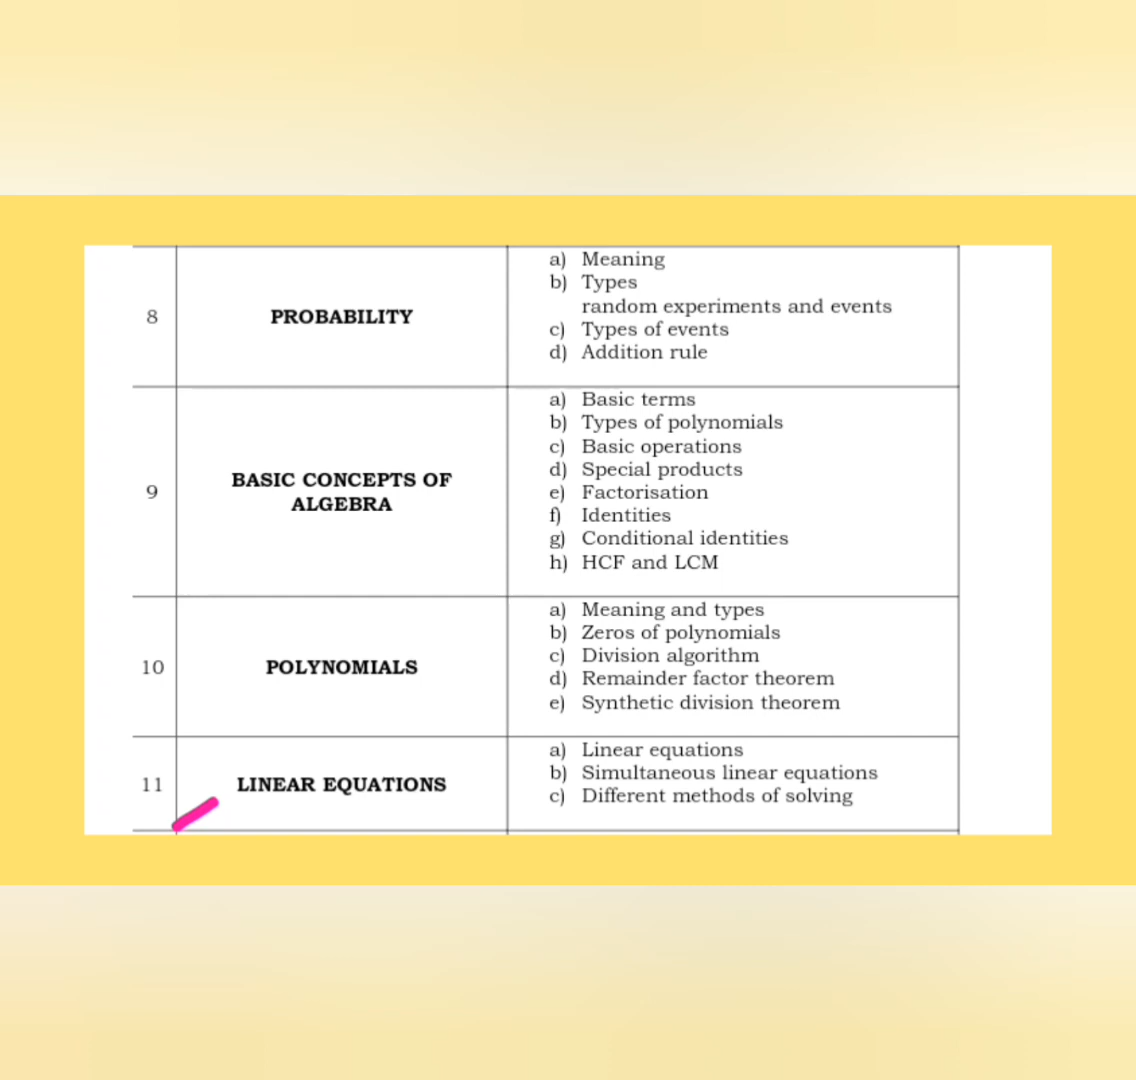 8
PROBABILITY
a) Meaning
b) Types
random experiments and events
c) Types of events
d) Addition rule
9
BASIC CONCEPTS OF
ALGEBRA
a) Basic terms
b) Types of polynomials
c) Basic operations
d) Special products
e) Factorisation
f) Identities
g) Conditional identities
h) HCF and LCM
10
POLYNOMIALS
a) Meaning and types
b) Zeros of polynomials
c) Division algorithm
d) Remainder factor theorem
e) Synthetic division theorem
11
LINEAR EQUATIONS
a) Linear equations
b) Simultaneous linear equations
c) Different methods of solving